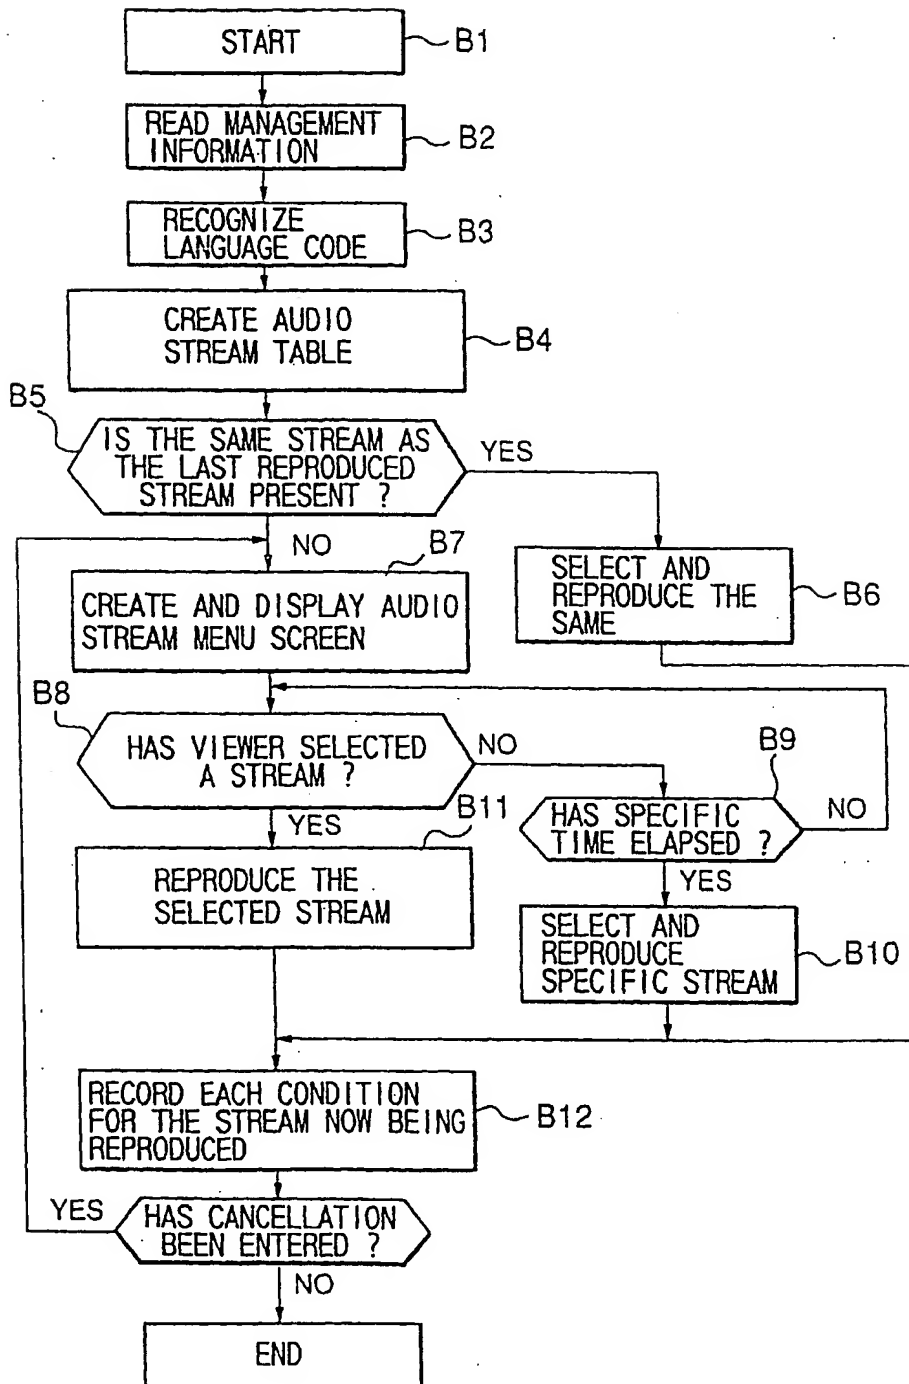 START
B1
READ MANAGEMENT
INFORMATION
B2
RECOGNIZE
LANGUAGE CODE
B3
CREATE AUDIO
STREAM TABLE
B4
B5
IS THE SAME STREAM AS
THE LAST REPRODUCED
STREAM PRESENT ?
YES
NO
B7
CREATE AND DISPLAY AUDIO
STREAM MENU SCREEN
SELECT AND
REPRODUCE THE
SAME
B6
B8
HAS VIEWER SELECTED
A STREAM ?
NO
YES
B9
HAS SPECIFIC
TIME ELAPSED ?
NO
YES
B11
REPRODUCE THE
SELECTED STREAM
SELECT AND
REPRODUCE
SPECIFIC STREAM
B10
RECORD EACH CONDITION
FOR THE STREAM NOW BEING
REPRODUCED
B12
YES
HAS CANCELLATION
BEEN ENTERED ?
NO
END